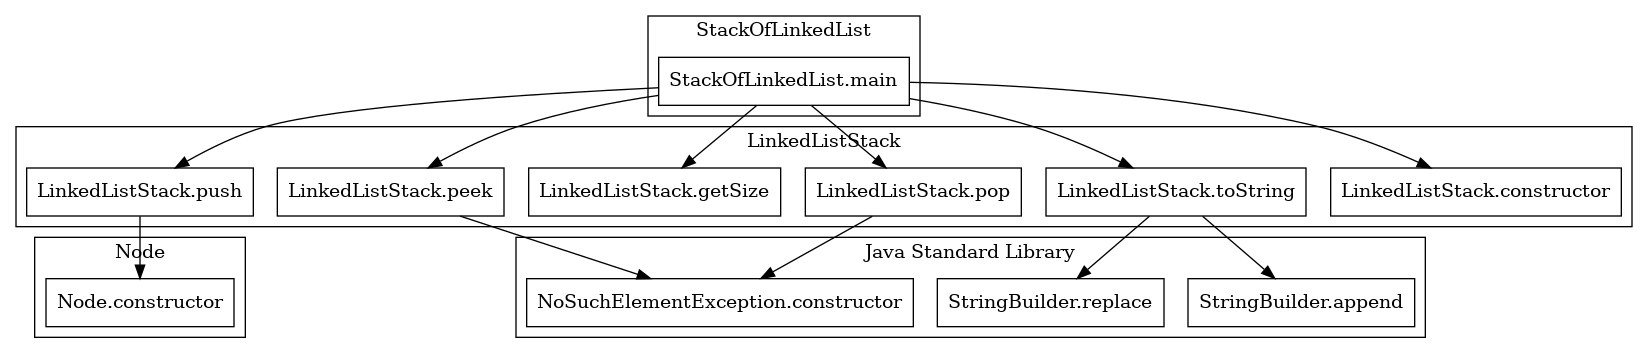 StackOfLinkedList
StackOfLinkedList.main
LinkedListStack
LinkedListStack.push
LinkedListStack.peek
LinkedListStack.getSize
LinkedListStack.pop
LinkedListStack.toString
LinkedListStack.constructor
Node
Java Standard Library
Node.constructor
NoSuchElementException.constructor
StringBuilder.replace
StringBuilder.append